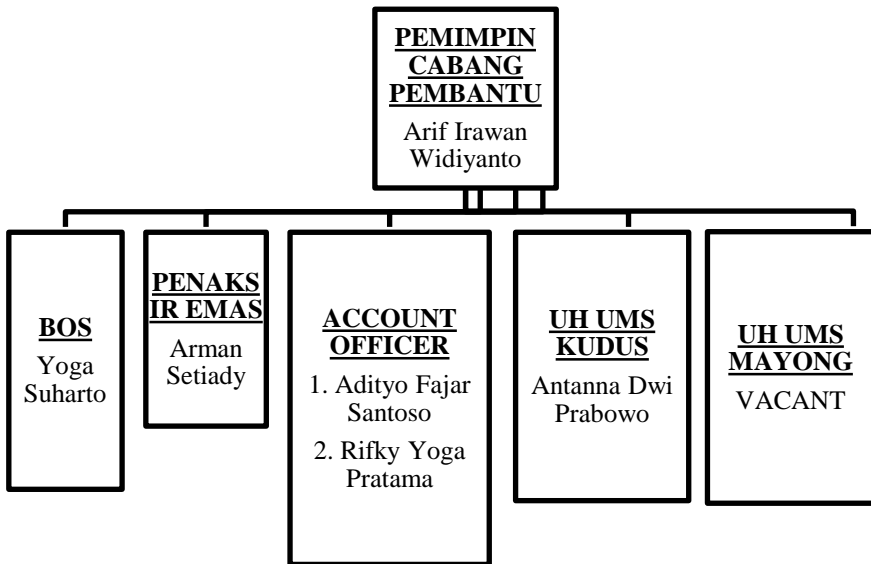 PEMIMPIN
CABANG
PEMBANTU
Arif Irawan
Widiyanto
BOS
Yoga
Suharto
PENAKS
IR EMAS
Arman
Setiady
ACCOUNT
OFFICER
1. Adityo Fajar
Santoso
2. Rifky Yoga
Pratama
UH UMS
KUDUS
Antanna Dwi
Prabowo
UH UMS
MAYONG
VACANT